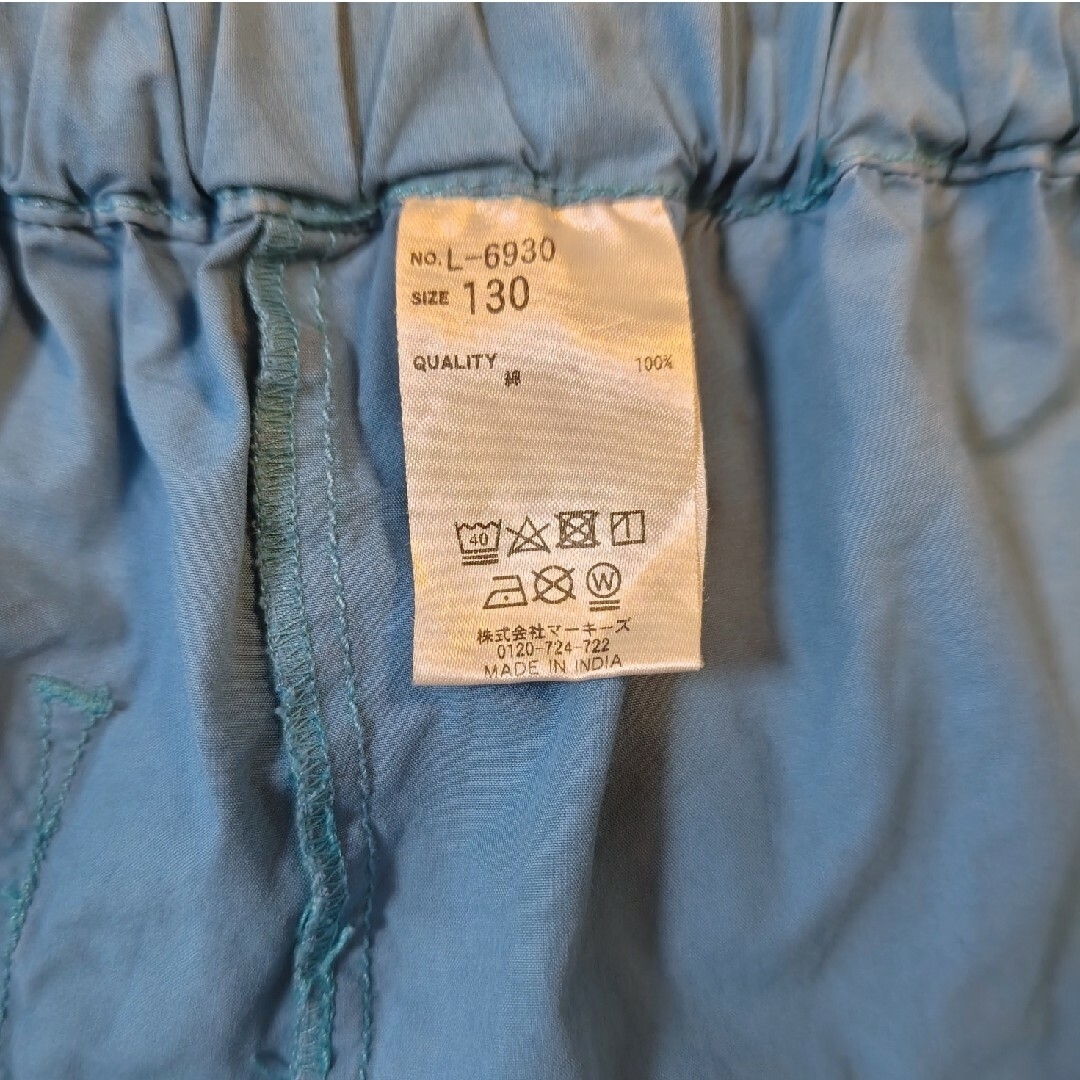 NO. L-6930
SIZE 130
QUALITY
綿 100%
40
W
株式会社マーキーズ
0120-724-722
MADE IN INDIA